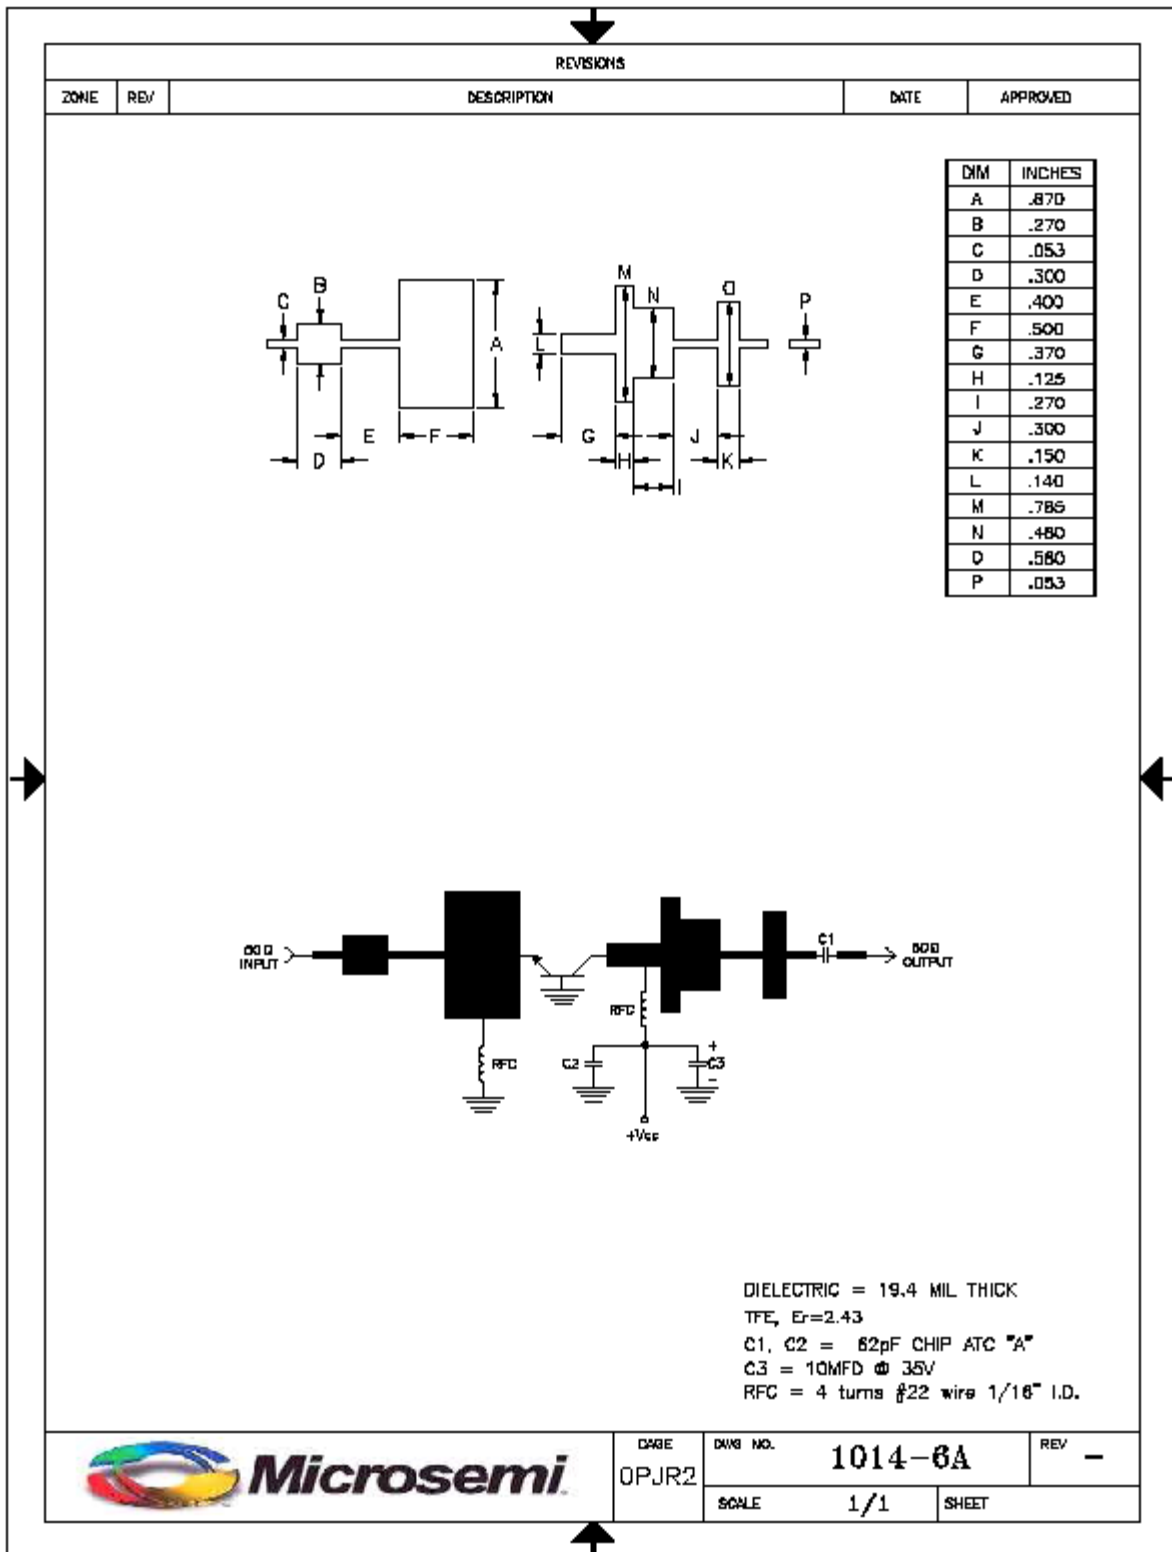 REVISIONS
ZONE REV DESCRIPTION DATE APPROVED
DIM INCHES
A .870
B .270
C .053
D .300
E .400
F .500
G .370
H .125
I .270
J .300
K .150
L .140
M .785
N .480
O .580
P .053
C B A L M N O P
D E F G H I J K
50Ω
INPUT
C1
50Ω
OUTPUT
RFC
RFC
C2
+
C3
-
+Vcc
DIELECTRIC = 19.4 MIL THICK
TFE, Er=2.43
C1, C2 = 82pF CHIP ATC "A"
C3 = 10MFD @ 35V
RFC = 4 turns #22 wire 1/16" I.D.
Microsemi
CAGE
OPJR2
DWG NO.
1014-6A
REV
-
SCALE 1/1 SHEET